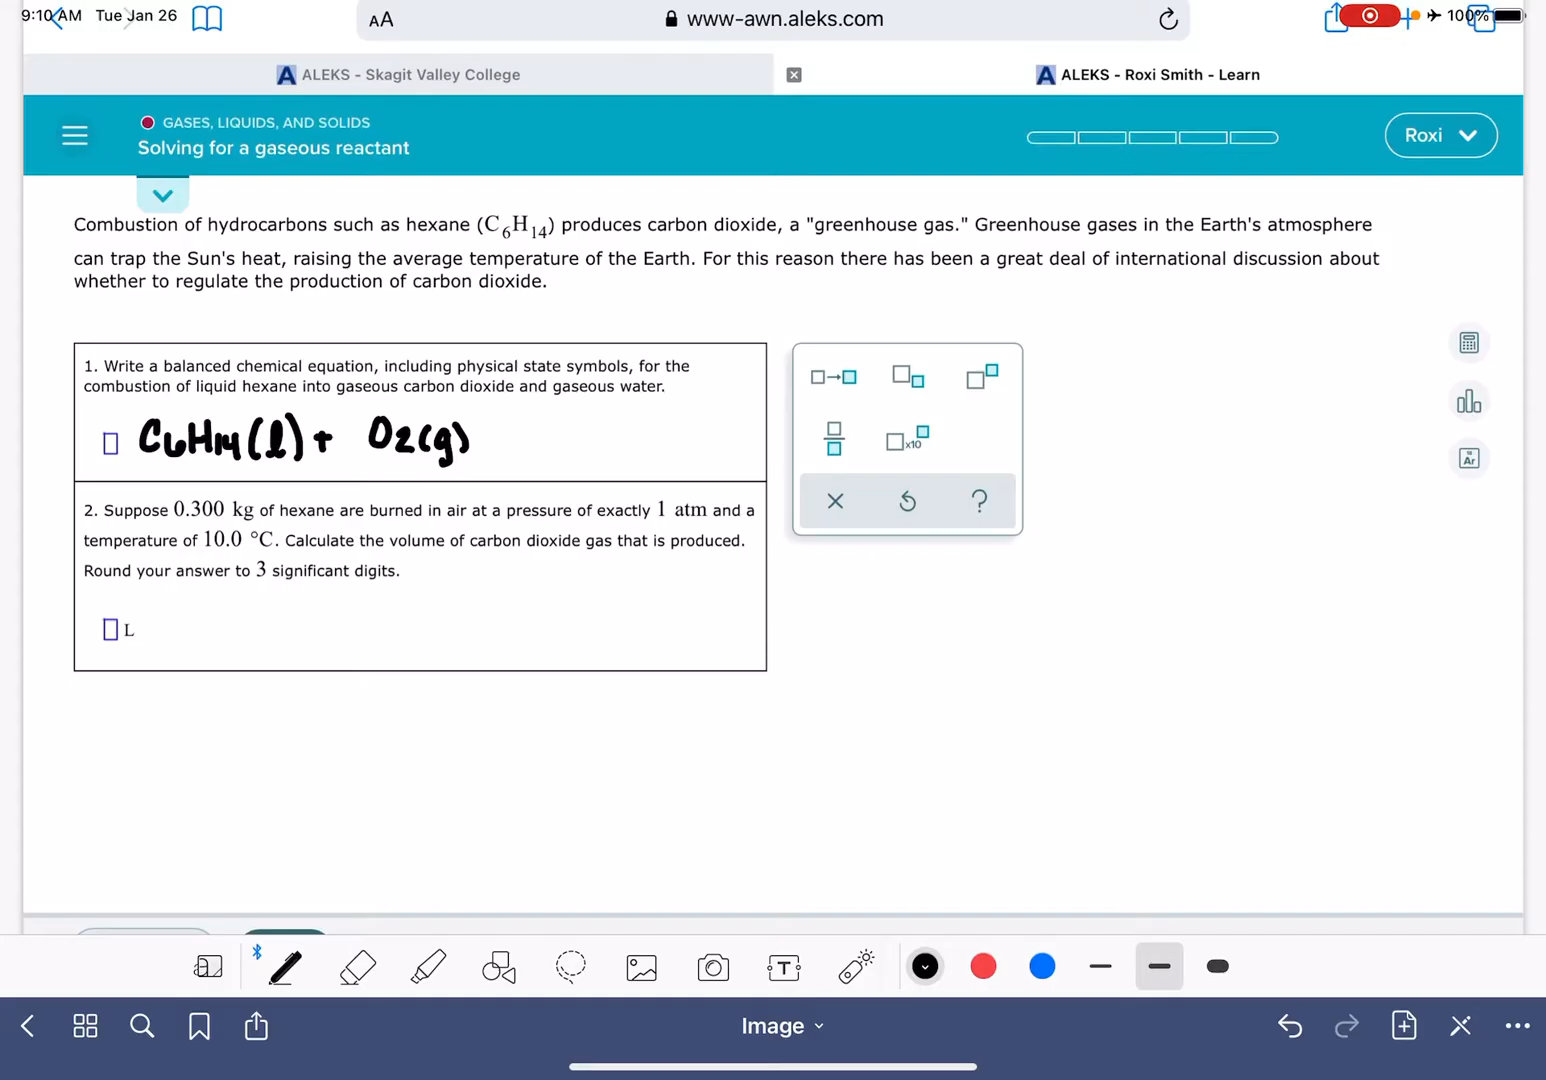 9:10 AM Tue Jan 26
AA
www-awn.aleks.com
100%
ALEKS - Skagit Valley College
ALEKS - Roxi Smith - Learn
GASES, LIQUIDS, AND SOLIDS
Solving for a gaseous reactant
Roxi
Combustion of hydrocarbons such as hexane (C6H14) produces carbon dioxide, a "greenhouse gas." Greenhouse gases in the Earth's atmosphere
can trap the Sun's heat, raising the average temperature of the Earth. For this reason there has been a great deal of international discussion about
whether to regulate the production of carbon dioxide.
1. Write a balanced chemical equation, including physical state symbols, for the
combustion of liquid hexane into gaseous carbon dioxide and gaseous water.
C6H14(l) + O2(g)
2. Suppose 0.300 kg of hexane are burned in air at a pressure of exactly 1 atm and a
temperature of 10.0 °C. Calculate the volume of carbon dioxide gas that is produced.
Round your answer to 3 significant digits.
L
x10
?
18
Ar
T
Image